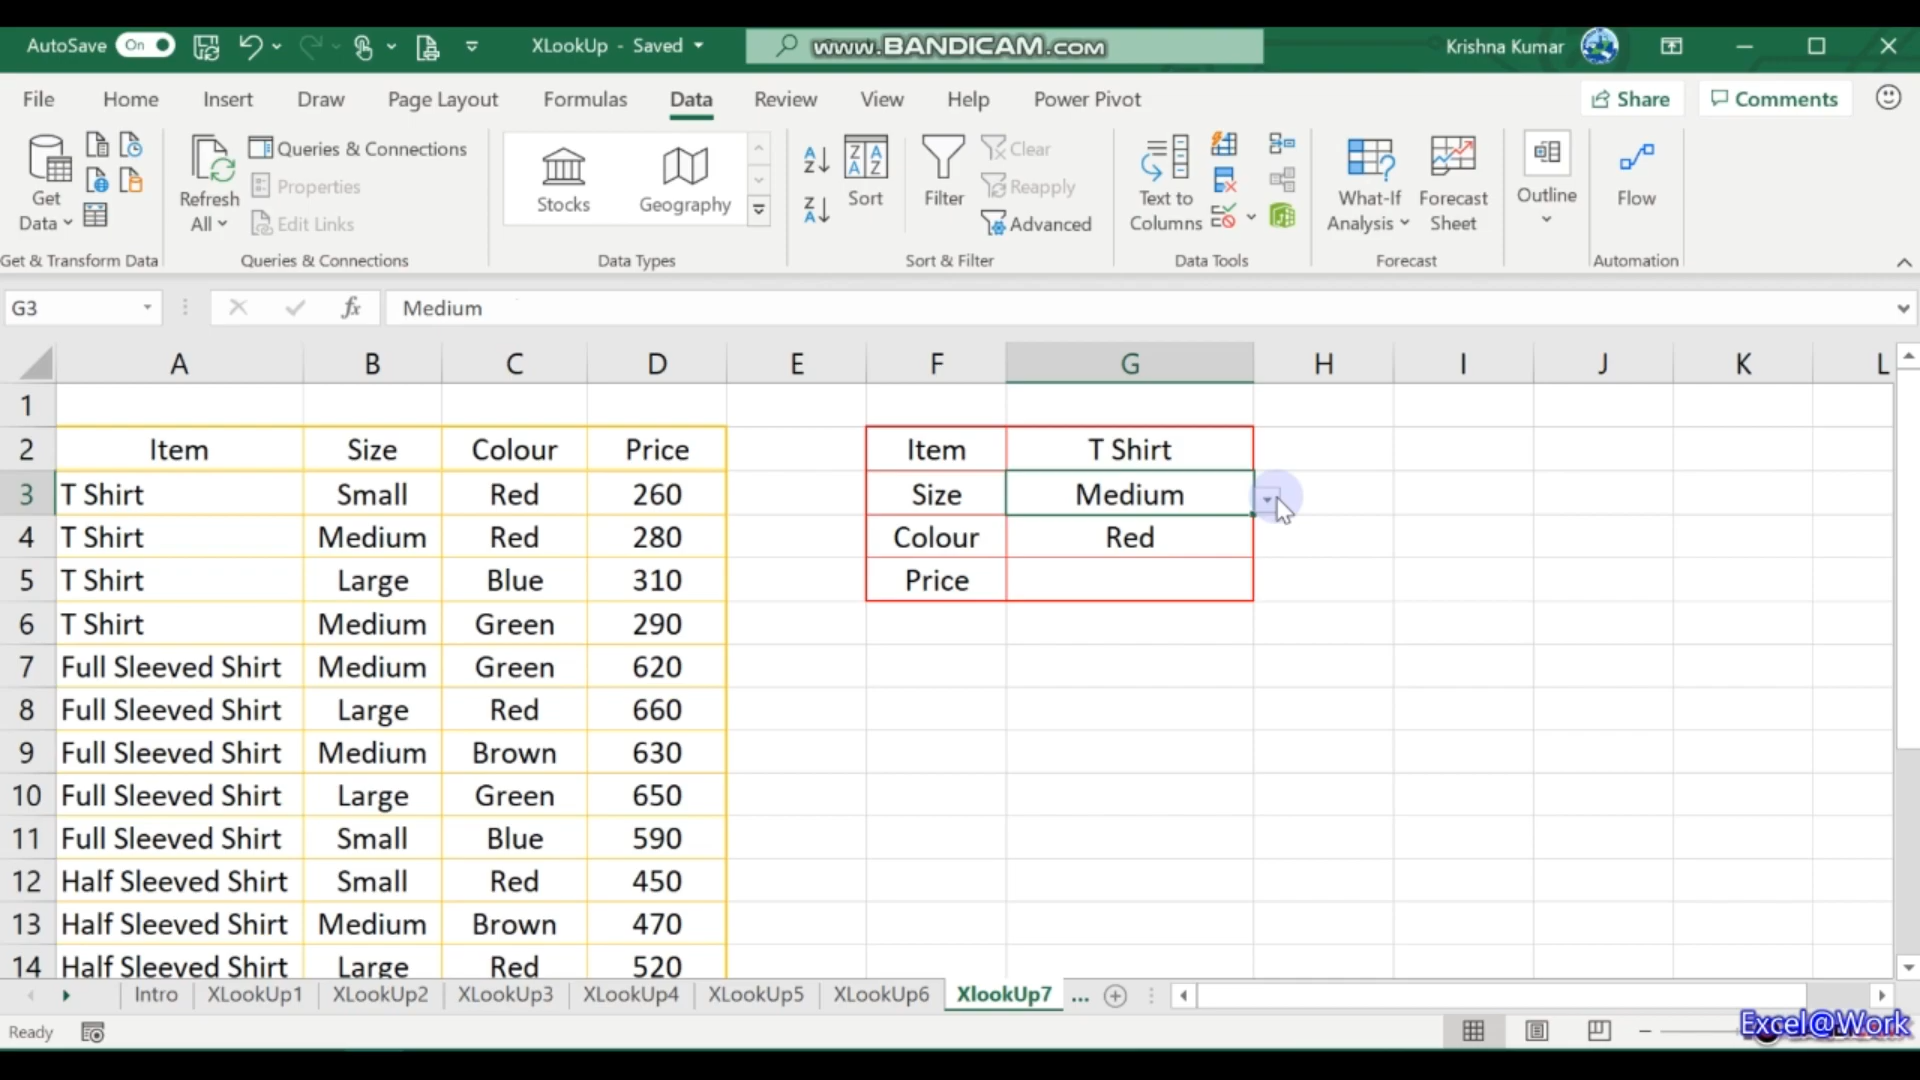 AutoSave On XLookUp - Saved www.BANDICAM.com Krishna Kumar
File Home Insert Draw Page Layout Formulas Data Review View Help Power Pivot Share Comments
Get Data
Refresh All
Queries & Connections
Properties
Edit Links
Stocks Geography
Sort
Filter
Clear
Reapply
Advanced
Text to Columns
What-If Analysis
Forecast Sheet
Outline
Flow
Get & Transform Data Queries & Connections Data Types Sort & Filter Data Tools Forecast Automation
G3 fx Medium
A B C D E F G H I J K L
1
2 Item Size Colour Price Item T Shirt
3 T Shirt Small Red 260 Size Medium
4 T Shirt Medium Red 280 Colour Red
5 T Shirt Large Blue 310 Price
6 T Shirt Medium Green 290
7 Full Sleeved Shirt Medium Green 620
8 Full Sleeved Shirt Large Red 660
9 Full Sleeved Shirt Medium Brown 630
10 Full Sleeved Shirt Large Green 650
11 Full Sleeved Shirt Small Blue 590
12 Half Sleeved Shirt Small Red 450
13 Half Sleeved Shirt Medium Brown 470
14 Half Sleeved Shirt Large Red 520
Intro XLookUp1 XLookUp2 XLookUp3 XLookUp4 XLookUp5 XLookUp6 XlookUp7 ...
Ready
Excel@Work